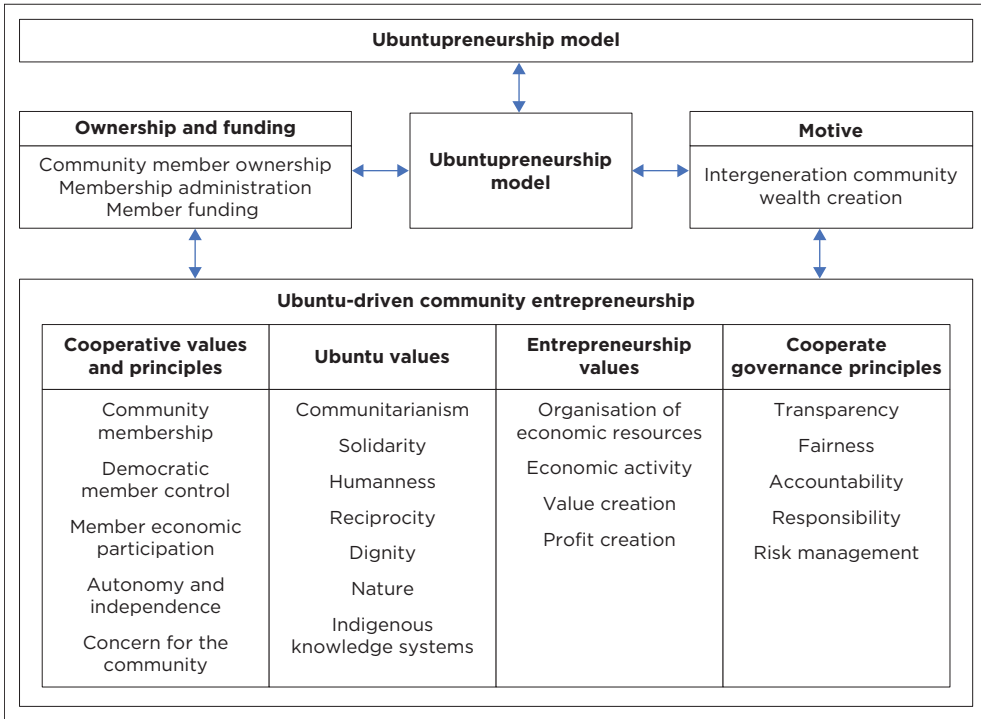 Ubuntupreneurship model
Ownership and funding
Community member ownership
Membership administration
Member funding
Ubuntupreneurship
model
Motive
Intergeneration community
wealth creation
Ubuntu-driven community entrepreneurship
Cooperative values
and principles
Community
membership
Democratic
member control
Member economic
participation
Autonomy and
independence
Concern for the
community
Ubuntu values
Communitarianism
Solidarity
Humanness
Reciprocity
Dignity
Nature
Indigenous
knowledge systems
Entrepreneurship
values
Organisation of
economic resources
Economic activity
Value creation
Profit creation
Cooperate
governance principles
Transparency
Fairness
Accountability
Responsibility
Risk management